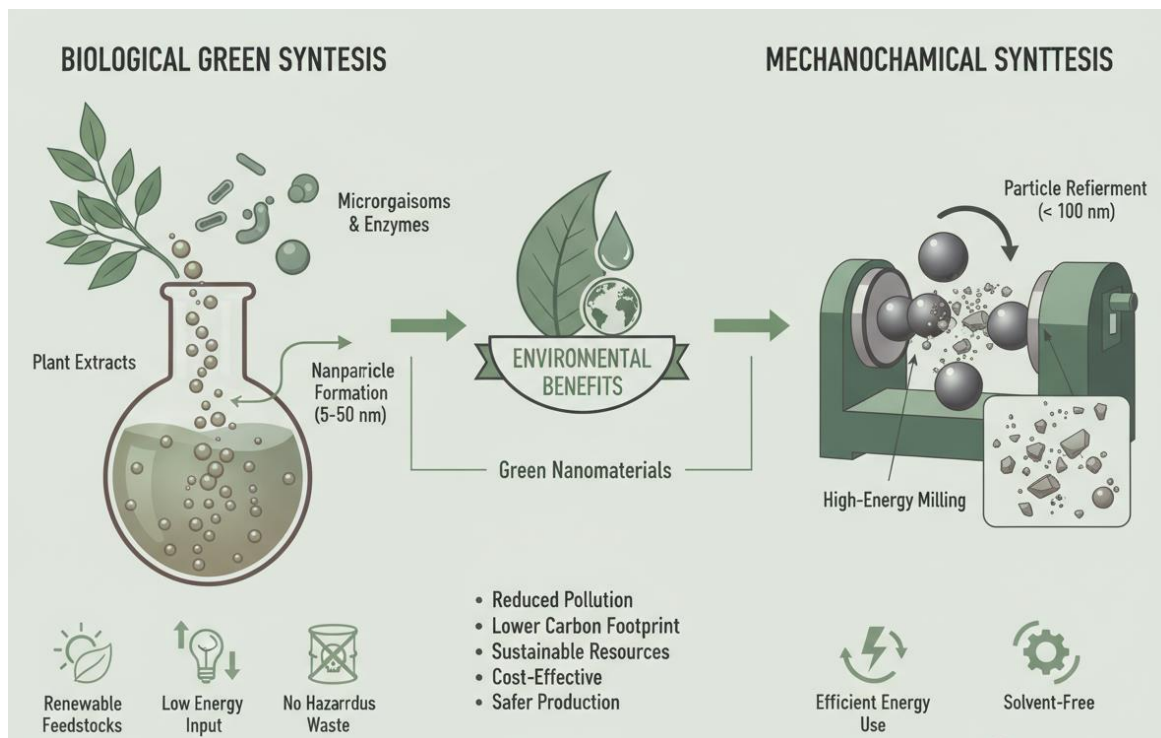 BIOLOGICAL GREEN SYNTESIS
MECHANOCHAMICAL SYNTTESIS
Microrgaisoms
& Enzymes
Particle Refierment
(< 100 nm)
Plant Extracts
Nanparricle
Formation
(5-50 nm)
ENVIRONNENTAL
BENEFITS
Green Nanomaterials
High-Energy Milling
• Reduced Pollution
• Lower Carbon Footprint
• Sustainable Resources
• Cost-Effective
• Safer Production
Renewable
Feedstocks
Low Energy
Input
No Hazarrdus
Waste
Efficient Energy
Use
Solvent-Free